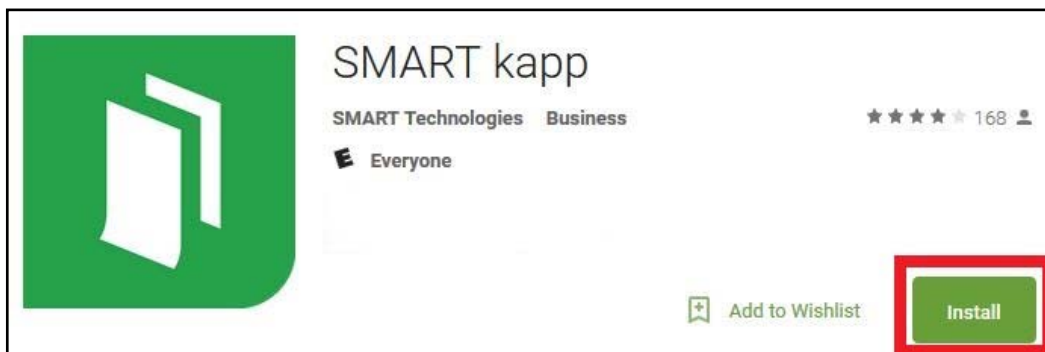 SMART kapp
SMART Technologies Business 168
E Everyone
Add to Wishlist Install